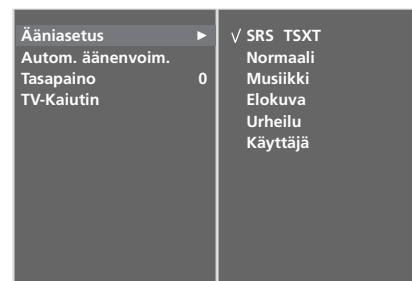 Ääniasetus ►
Autom. äänenvoim.
Tasapaino 0
TV-Kaiutin
√ SRS TSXT
Normaali
Musiikki
Elokuva
Urheilu
Käyttäjä